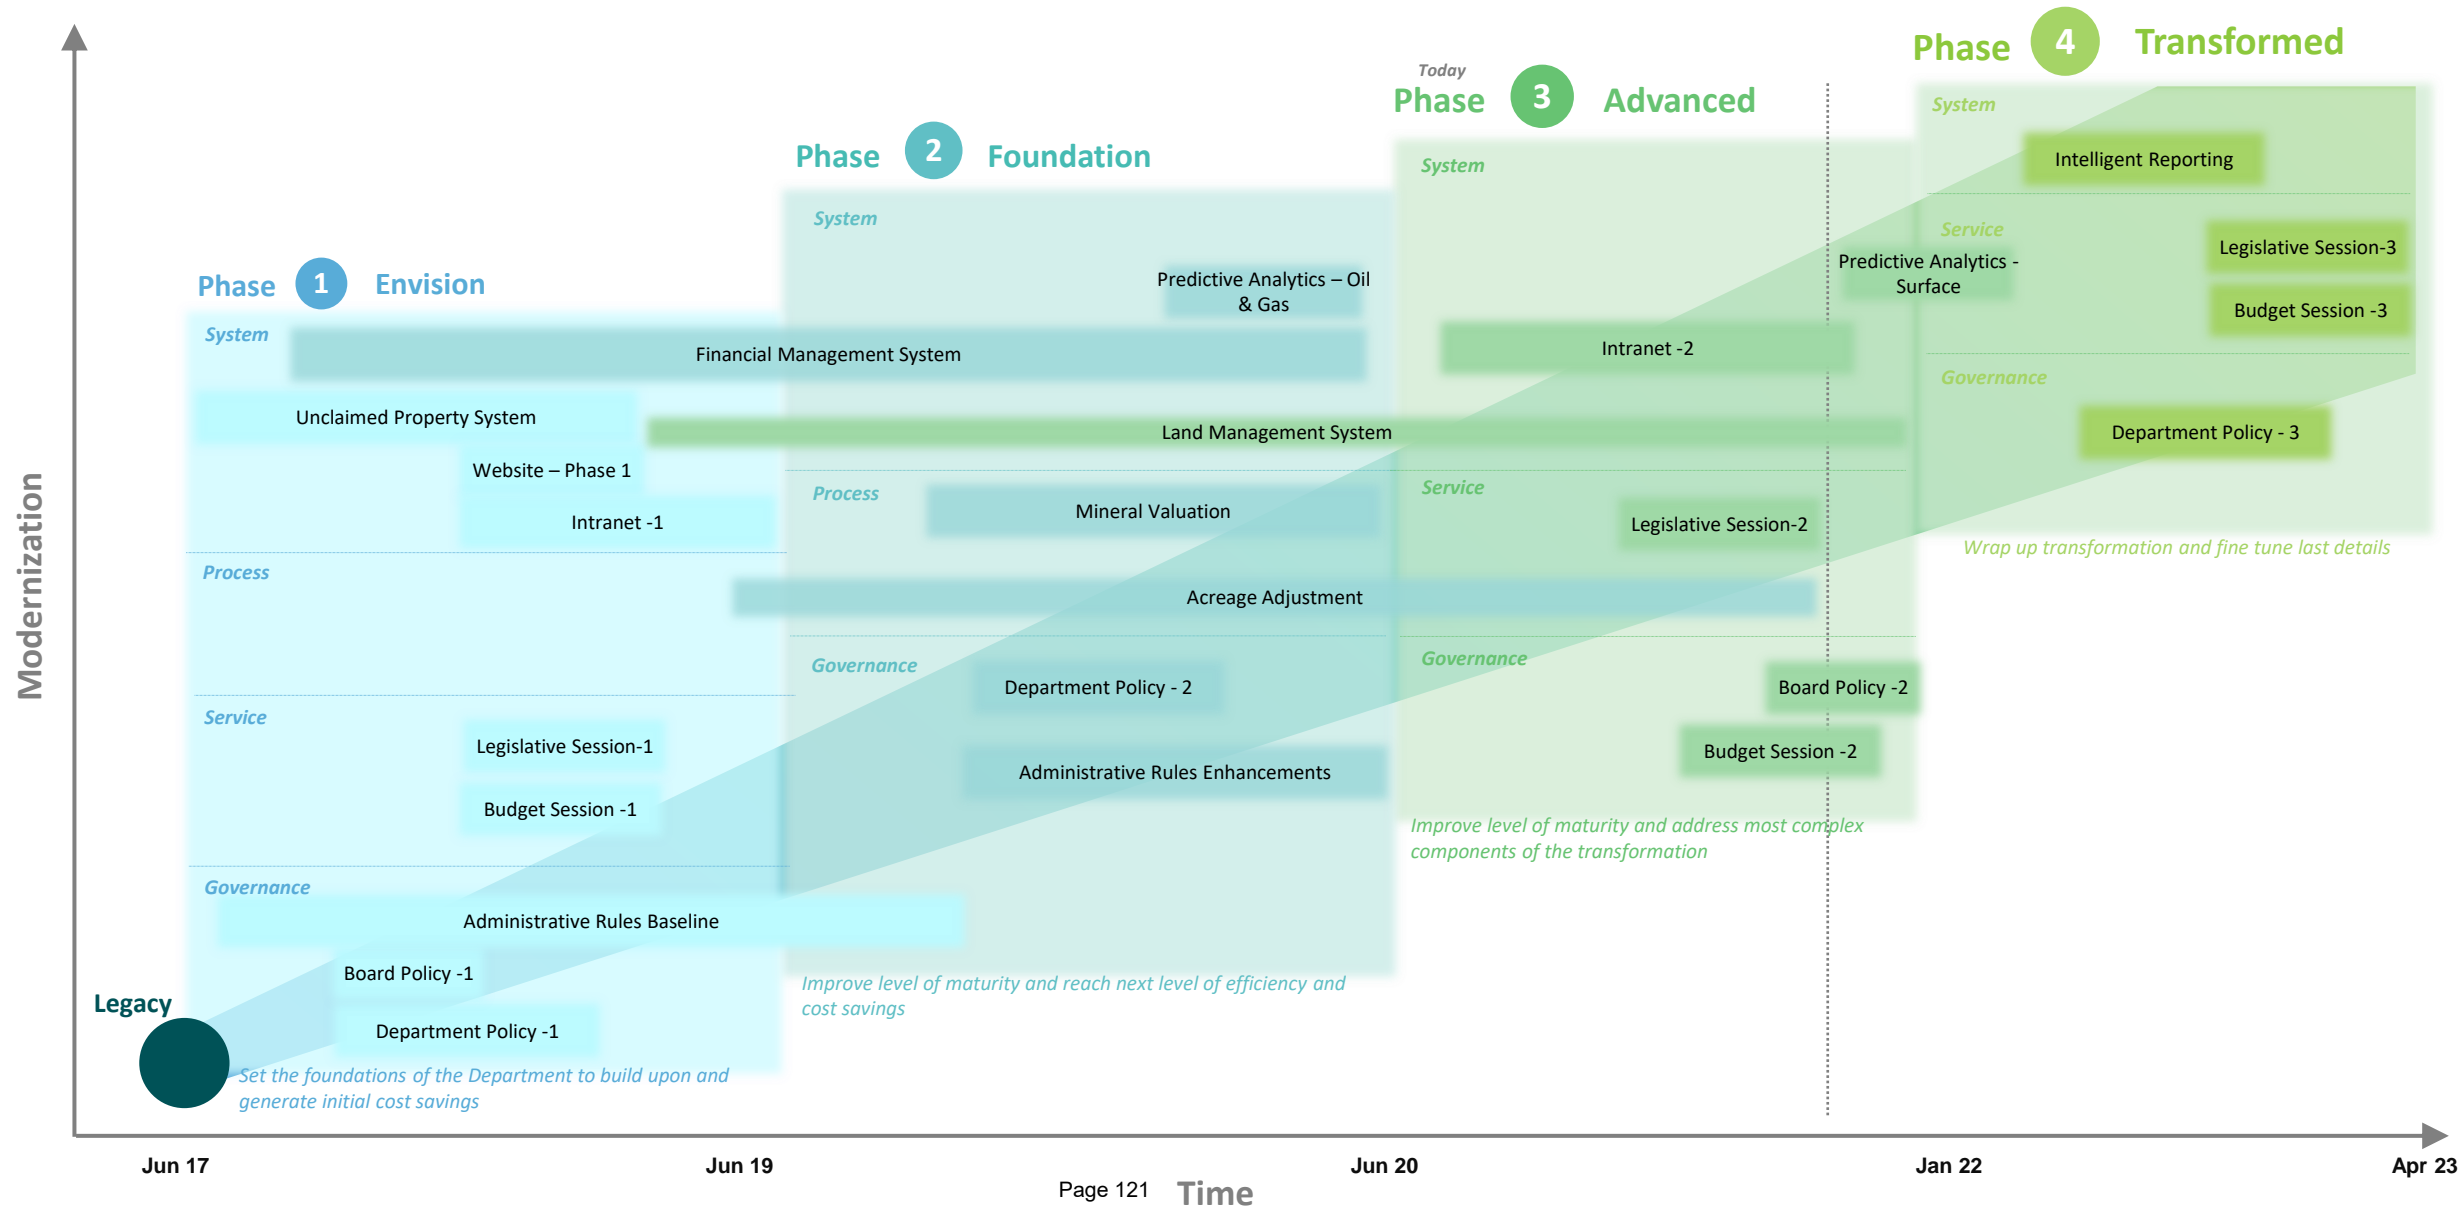 Phase 4 Transformed
Today
Phase 3 Advanced
System
Phase 2 Foundation
Intelligent Reporting
System
System
Service
Legislative Session-3
Predictive Analytics -
Surface
Phase 1 Envision
Predictive Analytics – Oil
& Gas
Budget Session -3
System
Financial Management System
Intranet -2
Governance
Unclaimed Property System
Land Management System
Department Policy - 3
Website – Phase 1
Process
Service
Mineral Valuation
Intranet -1
Legislative Session-2
Wrap up transformation and fine tune last details
Process
Acreage Adjustment
Modernization
Governance
Governance
Department Policy - 2
Board Policy -2
Service
Legislative Session-1
Budget Session -2
Administrative Rules Enhancements
Budget Session -1
Improve level of maturity and address most complex
components of the transformation
Governance
Administrative Rules Baseline
Board Policy -1
Improve level of maturity and reach next level of efficiency and
cost savings
Legacy
Department Policy -1
Set the foundations of the Department to build upon and
generate initial cost savings
Jun 17
Jun 19
Jun 20
Jan 22
Apr 23
Page 121
Time